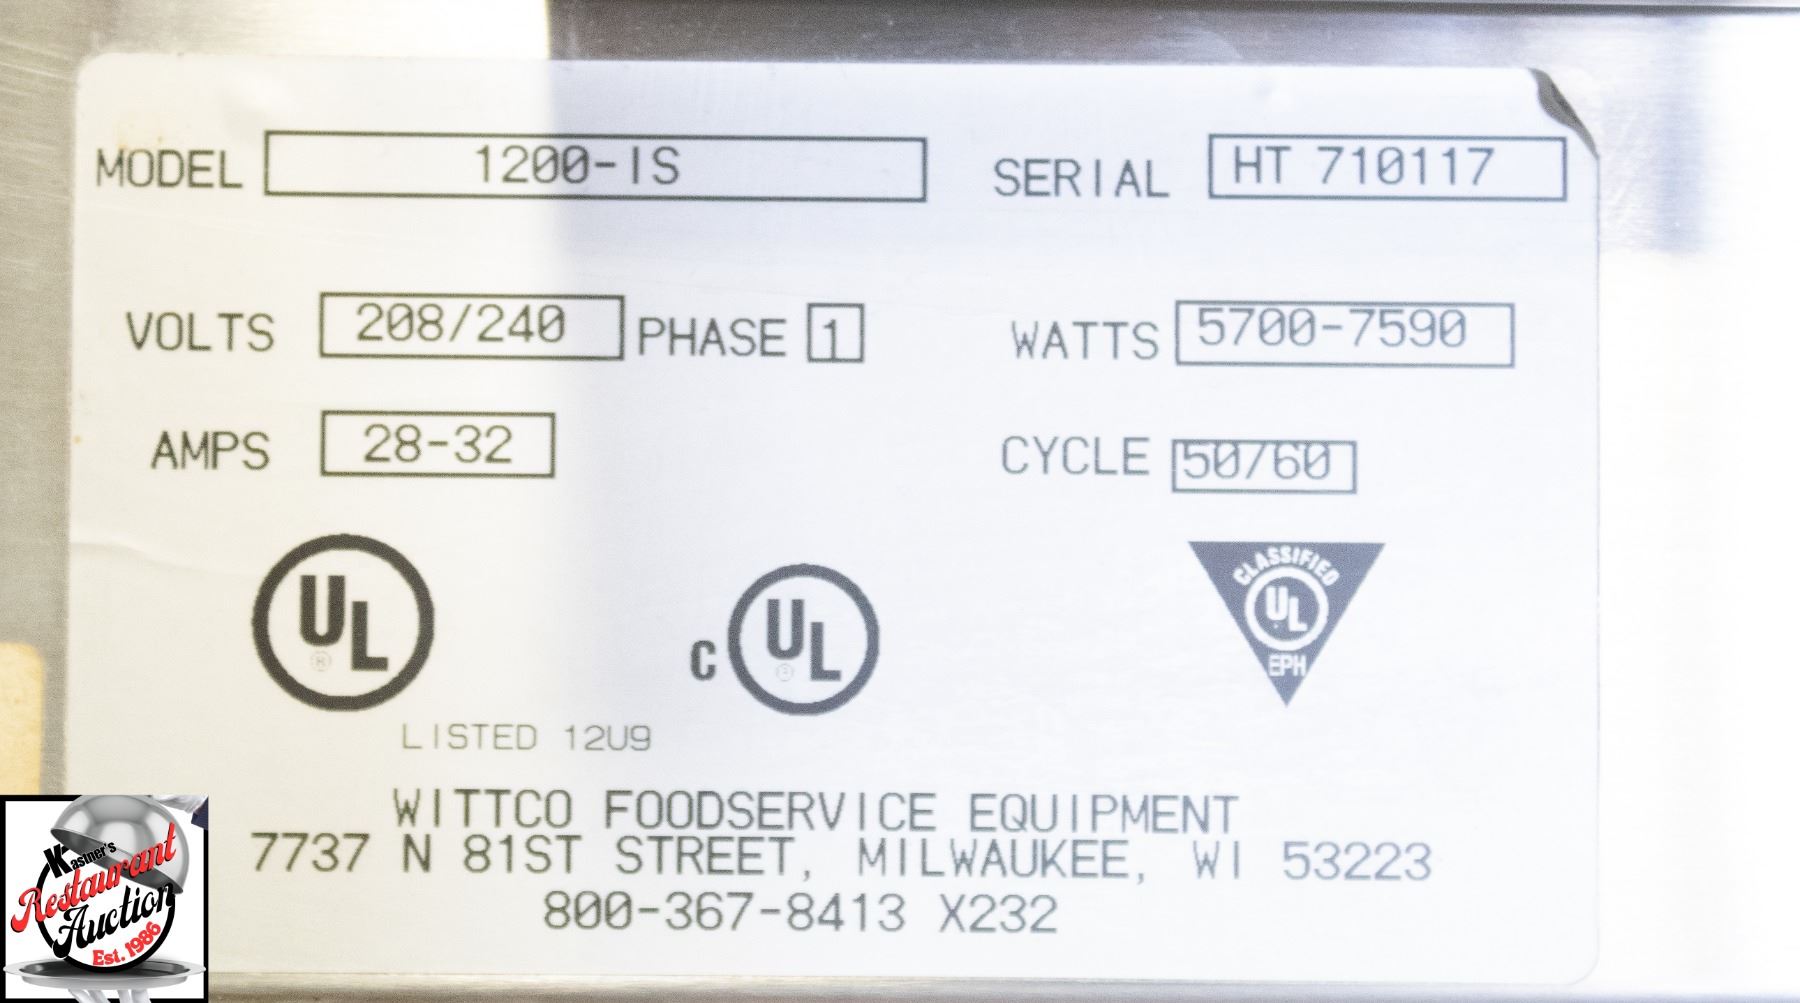 MODEL 1200-IS SERIAL HT 710117
VOLTS 208/240 PHASE 1 WATTS 5700-7590
AMPS 28-32 CYCLE 50/60
UL ®
C UL ®
CLASSIFIED
UL
EPH
LISTED 12U9
WITTCO FOODSERVICE EQUIPMENT
7737 N 81ST STREET, MILWAUKEE, WI 53223
800-367-8413 X232
Kastner's
Restaurant
Auction
Est. 1986